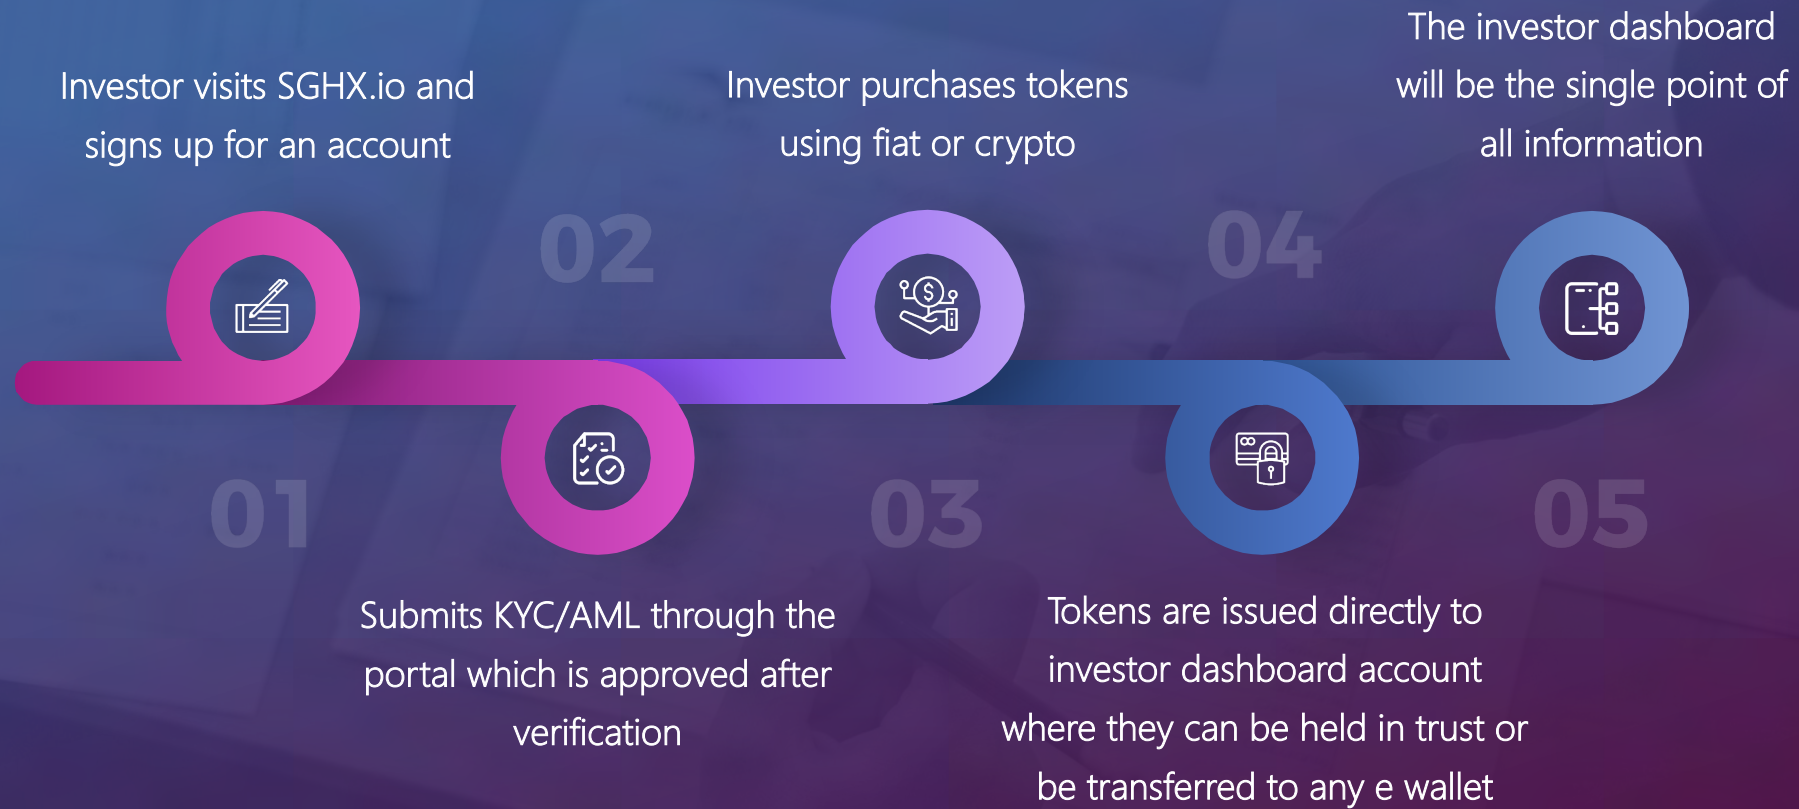 Investor visits SGHX.io and
signs up for an account
01
02
Submits KYC/AML through the
portal which is approved after
verification
Investor purchases tokens
using fiat or crypto
03
04
Tokens are issued directly to
investor dashboard account
where they can be held in trust or
be transferred to any e wallet
The investor dashboard
will be the single point of
all information
05